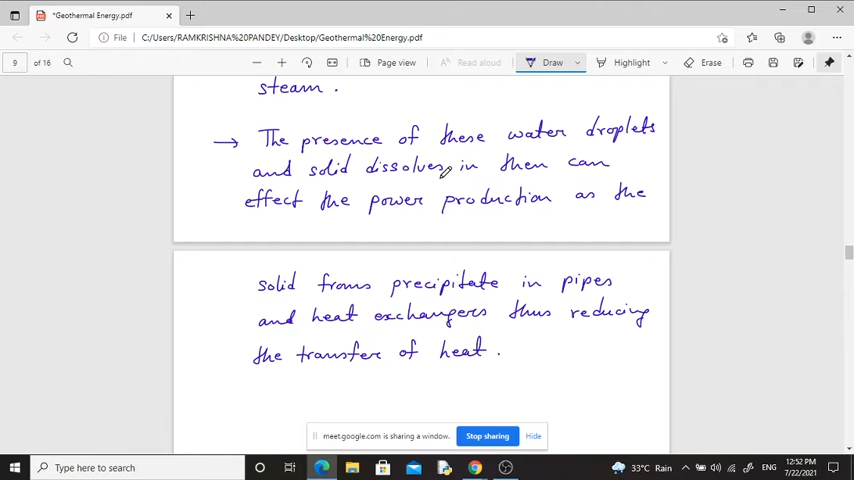 *Geothermal Energy.pdf
File C:/Users/RAMKRISHNA%20PANDEY/Desktop/Geothermal%20Energy.pdf
9 of 16 Page view Read aloud Draw Highlight Erase
steam.
→ The presence of these water droplets
and solid dissolves in then can
effect the power production as the
solid froms precipitate in pipes
and heat exchangers thus reducing
the transfer of heat.
meet.google.com is sharing a window. Stop sharing Hide
Type here to search 33°C Rain ENG 12:52 PM
7/22/2021